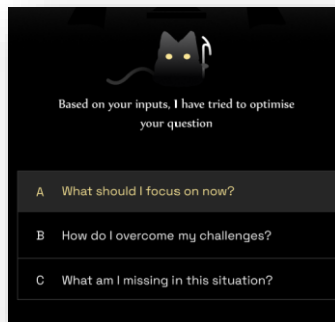 Based on your inputs, I have tried to optimise
your question
A What should I focus on now?
B How do I overcome my challenges?
C What am I missing in this situation?